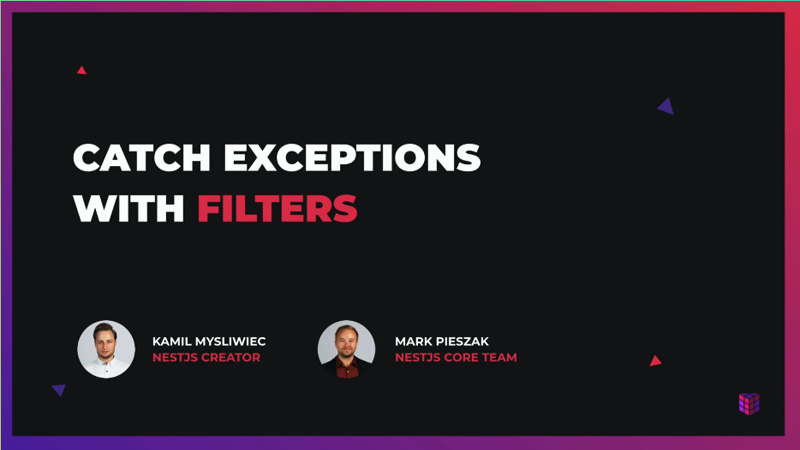 CATCH EXCEPTIONS
WITH FILTERS
KAMIL MYSLIWIEC
NESTJS CREATOR
MARK PIESZAK
NESTJS CORE TEAM